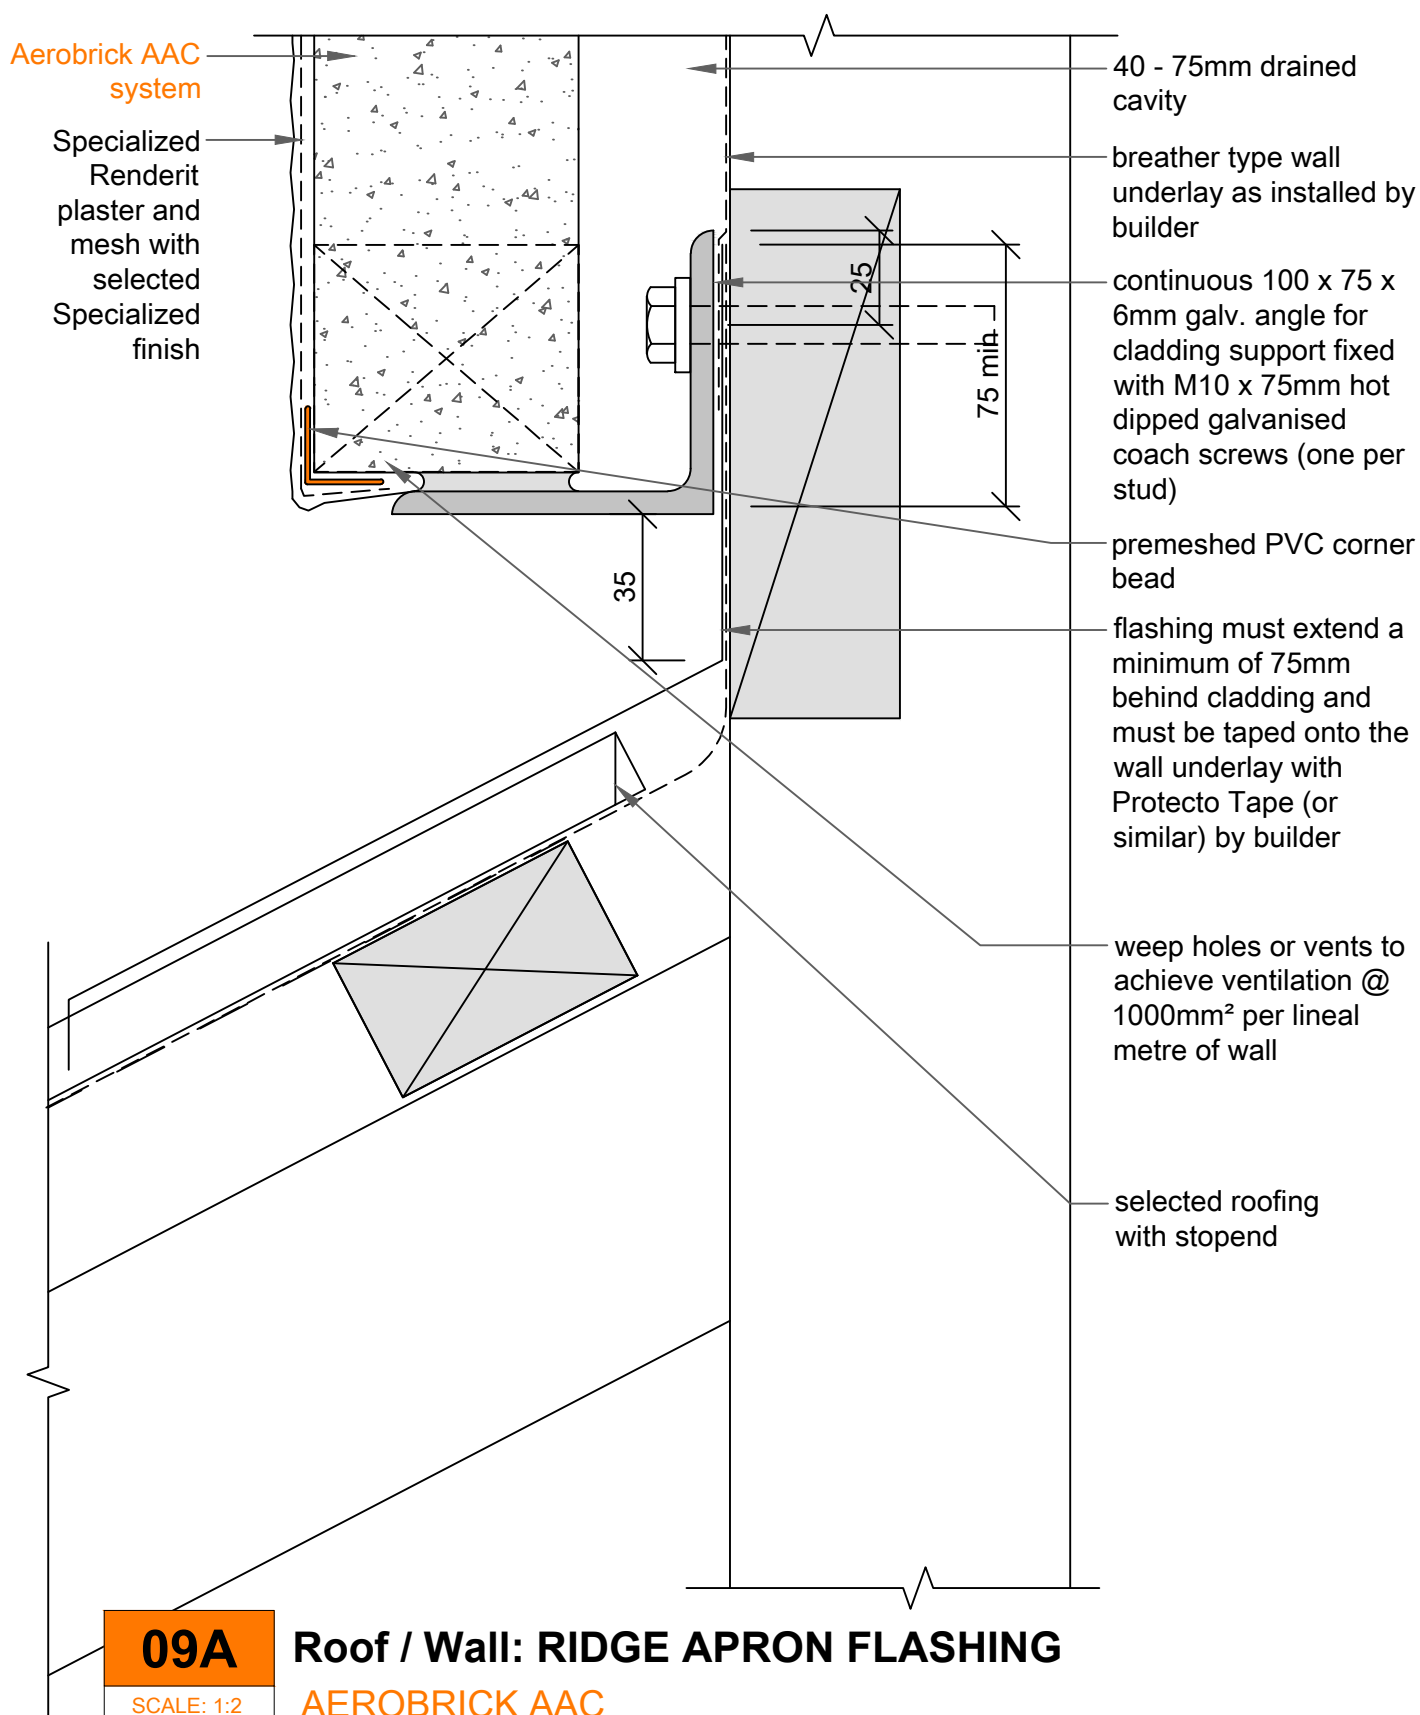 Aerobrick AAC
system
Specialized
Renderit
plaster and
mesh with
selected
Specialized
finish
40 - 75mm drained
cavity
breather type wall
underlay as installed by
builder
continuous 100 x 75 x
6mm galv. angle for
cladding support fixed
with M10 x 75mm hot
dipped galvanised
coach screws (one per
stud)
premeshed PVC corner
bead
flashing must extend a
minimum of 75mm
behind cladding and
must be taped onto the
wall underlay with
Protecto Tape (or
similar) by builder
weep holes or vents to
achieve ventilation @
1000mm² per lineal
metre of wall
selected roofing
with stopend
25
75 min
35
09A
SCALE: 1:2
Roof / Wall: RIDGE APRON FLASHING
AEROBRICK AAC